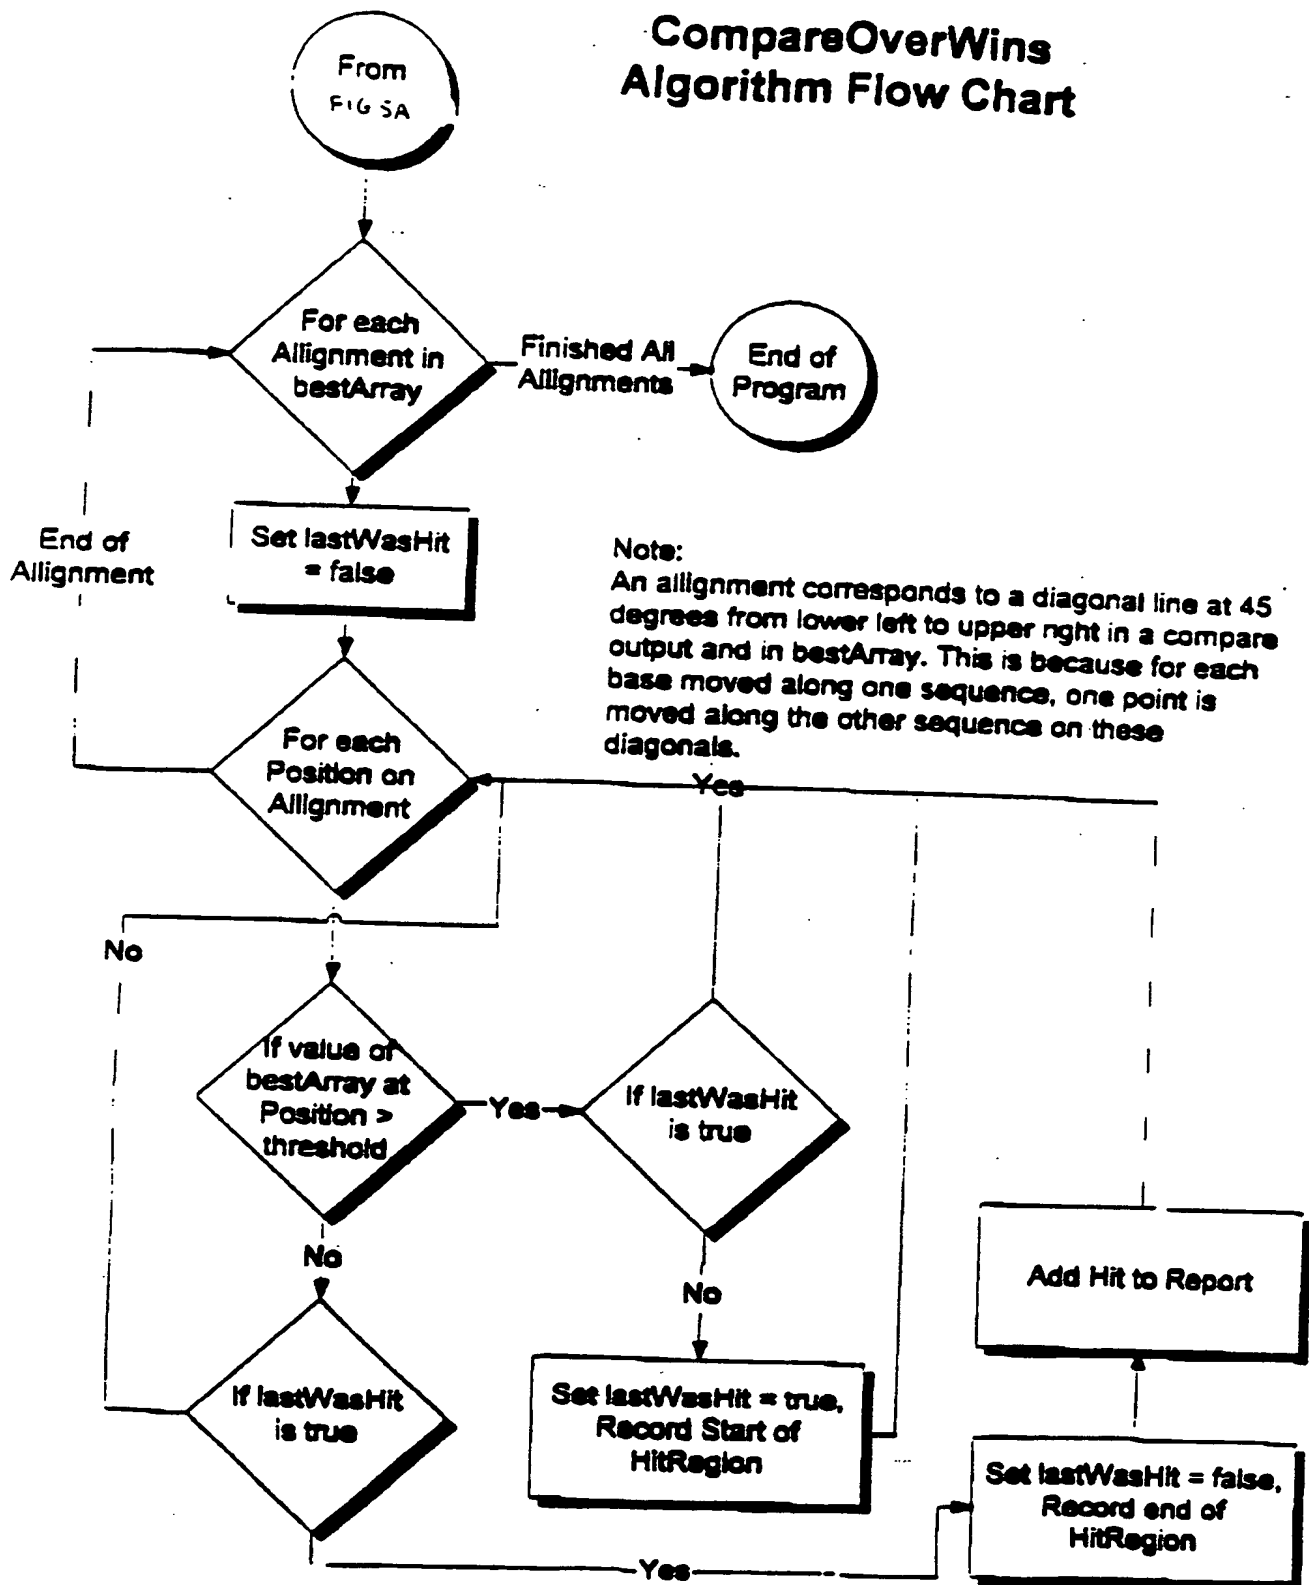 CompareOverWins
Algorithm Flow Chart
From
FIG 5A
For each
Allignment in
bestArray
Finished All
Allignments
End of
Program
Set lastWasHit
= false
End of
Allignment
Note:
An allignment corresponds to a diagonal line at 45
degrees from lower left to upper right in a compare
output and in bestArray. This is because for each
base moved along one sequence, one point is
moved along the other sequence on these
diagonals.
For each
Position on
Allignment
Yes
No
If value of
bestArray at
Position >
threshold
Yes
If lastWasHit
is true
No
No
Add Hit to Report
If lastWasHit
is true
Set lastWasHit = true,
Record Start of
HitRegion
Set lastWasHit = false,
Record end of
HitRegion
Yes